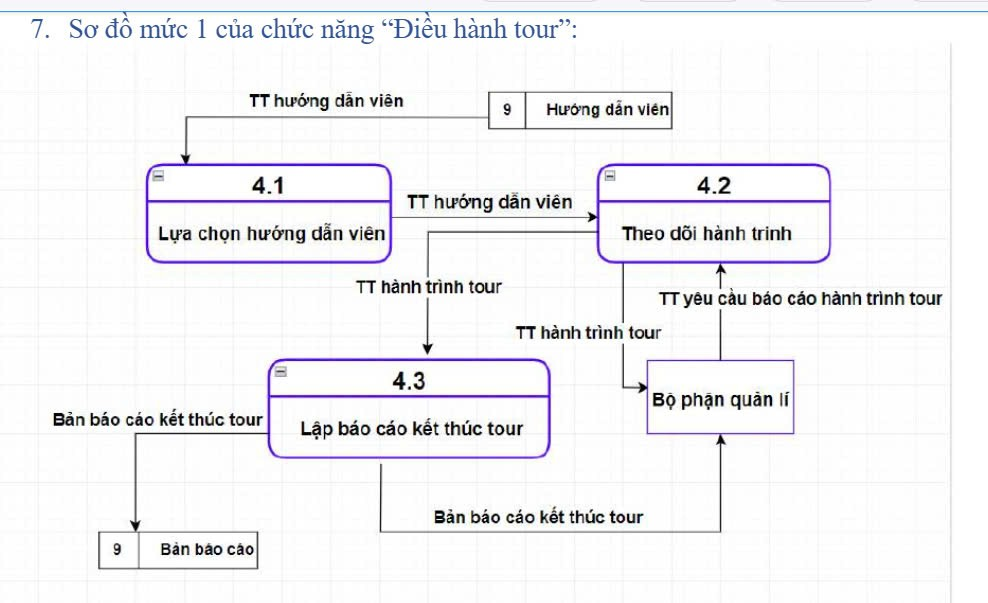 7. Sơ đồ mức 1 của chức năng “Điều hành tour”:
TT hướng dẫn viên
9 Hướng dẫn viên
4.1
4.2
TT hướng dẫn viên
Lựa chọn hướng dẫn viên
Theo dõi hành trình
TT hành trình tour
TT yêu cầu báo cáo hành trình tour
TT hành trình tour
4.3
Bộ phận quản lí
Bản báo cáo kết thúc tour
Lập báo cáo kết thúc tour
Bản báo cáo kết thúc tour
9 Bản báo cáo